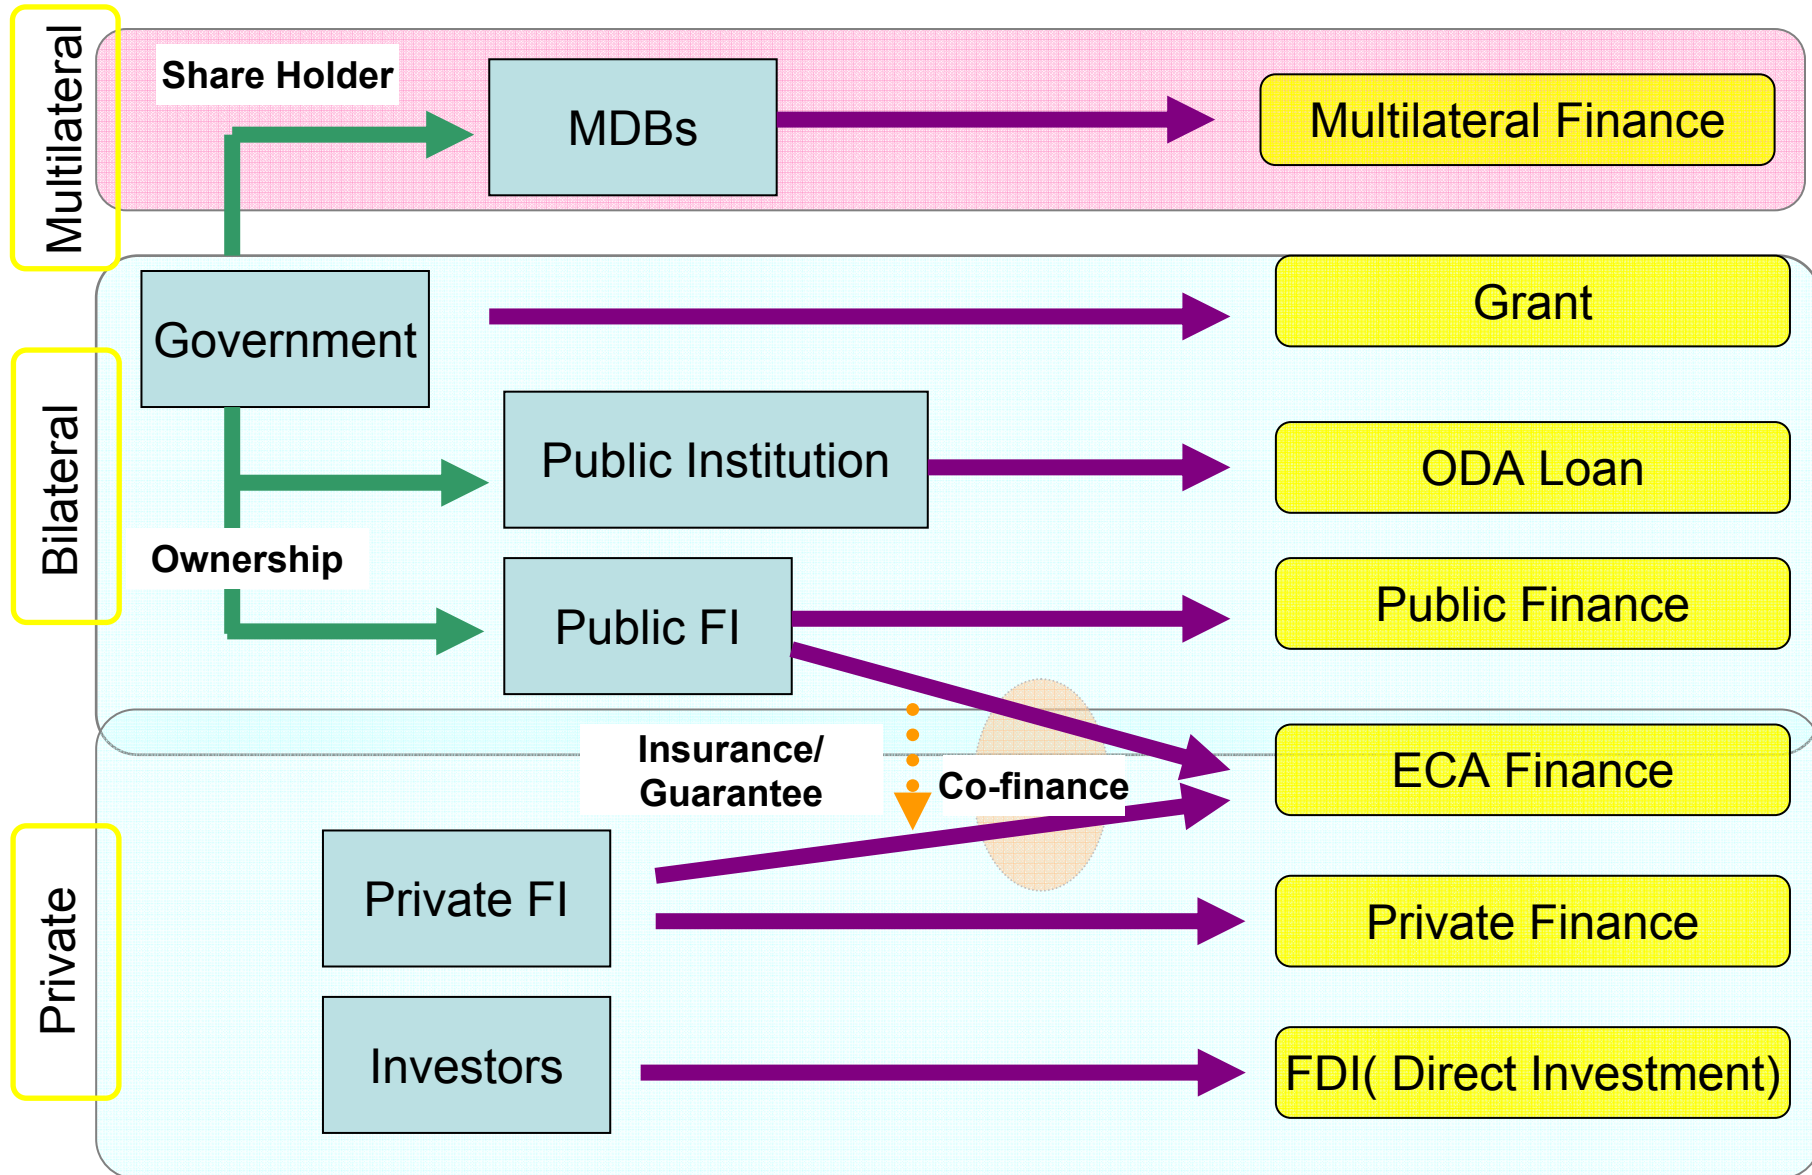 Multilateral
Share Holder
MDBs
Multilateral Finance
Bilateral
Government
Grant
Public Institution
ODA Loan
Ownership
Public FI
Public Finance
Insurance/
Guarantee
Co-finance
ECA Finance
Private
Private FI
Private Finance
Investors
FDI( Direct Investment)